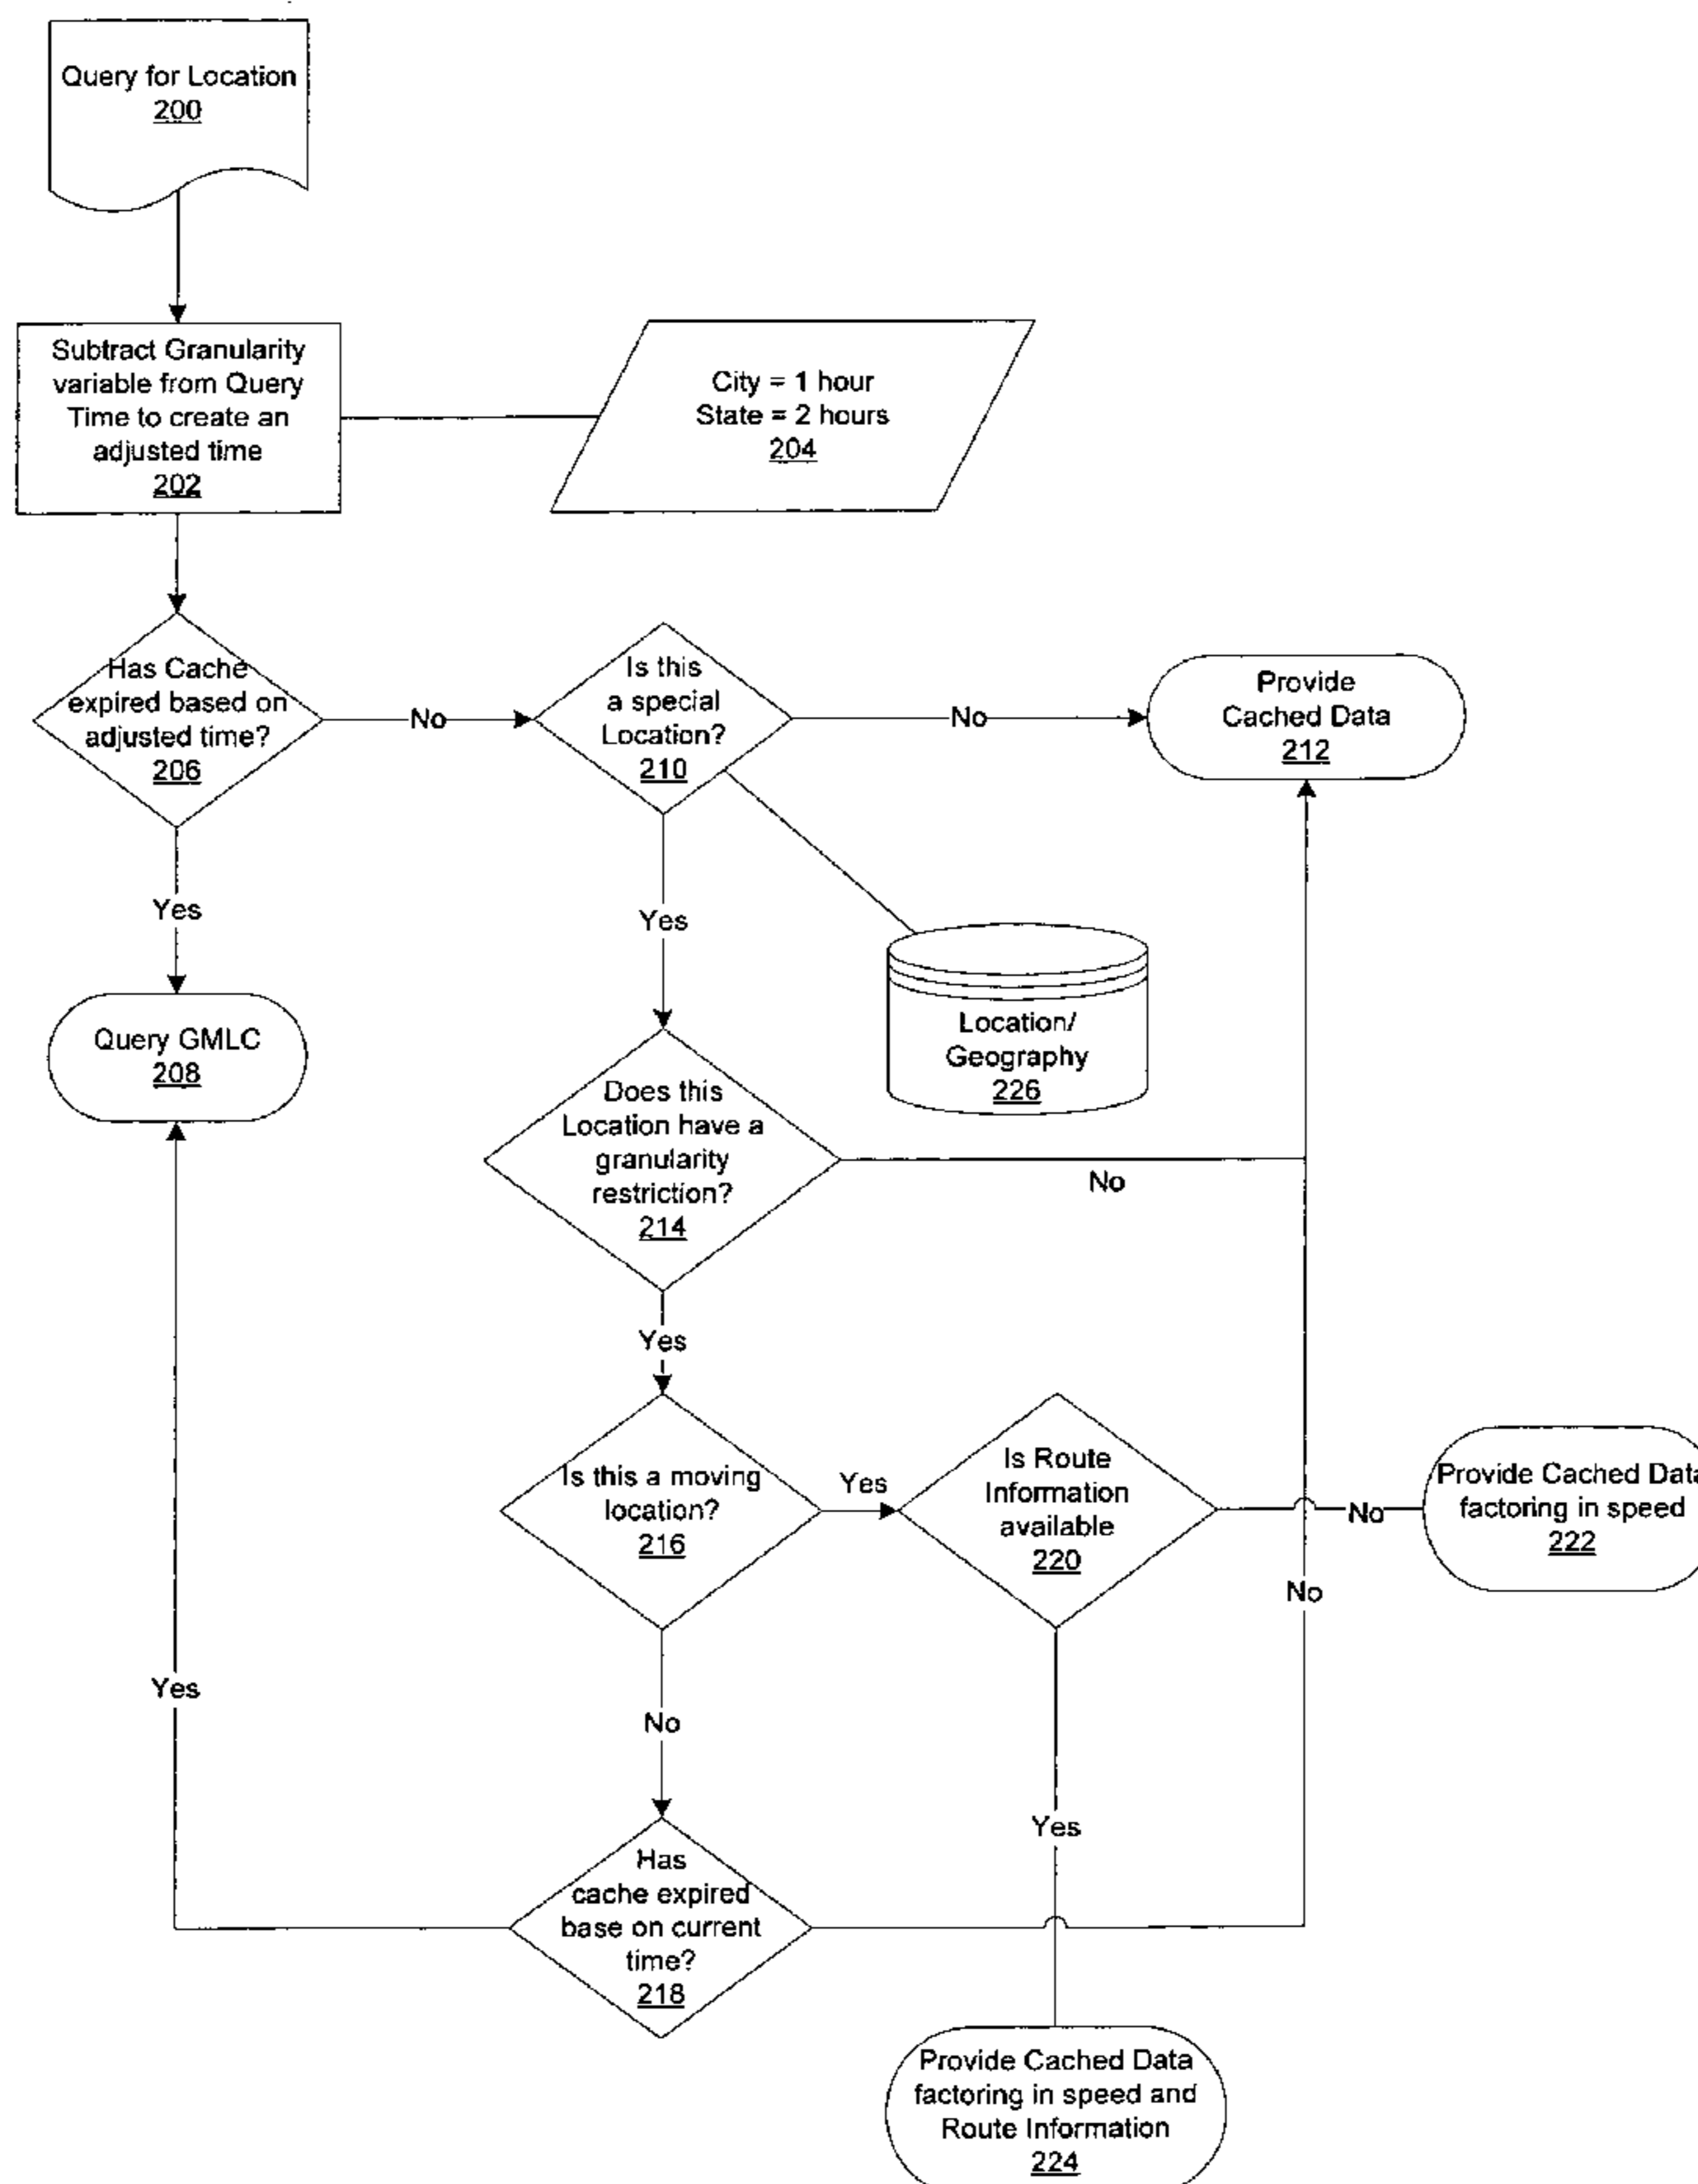 Query for Location
200
Subtract Granularity
variable from Query
Time to create an
adjusted time
202
City = 1 hour
State = 2 hours
204
Has Cache
expired based on
adjusted time?
206
No
Is this
a special
Location?
210
No
Provide
Cached Data
212
Yes
Yes
Query GMLC
208
Location/
Geography
226
Does this
Location have a
granularity
restriction?
214
No
Yes
Is this a moving
location?
216
Yes
Is Route
Information
available
220
No
Provide Cached Data
factoring in speed
222
No
Yes
No
Yes
Has
cache expired
base on current
time?
218
Provide Cached Data
factoring in speed and
Route Information
224